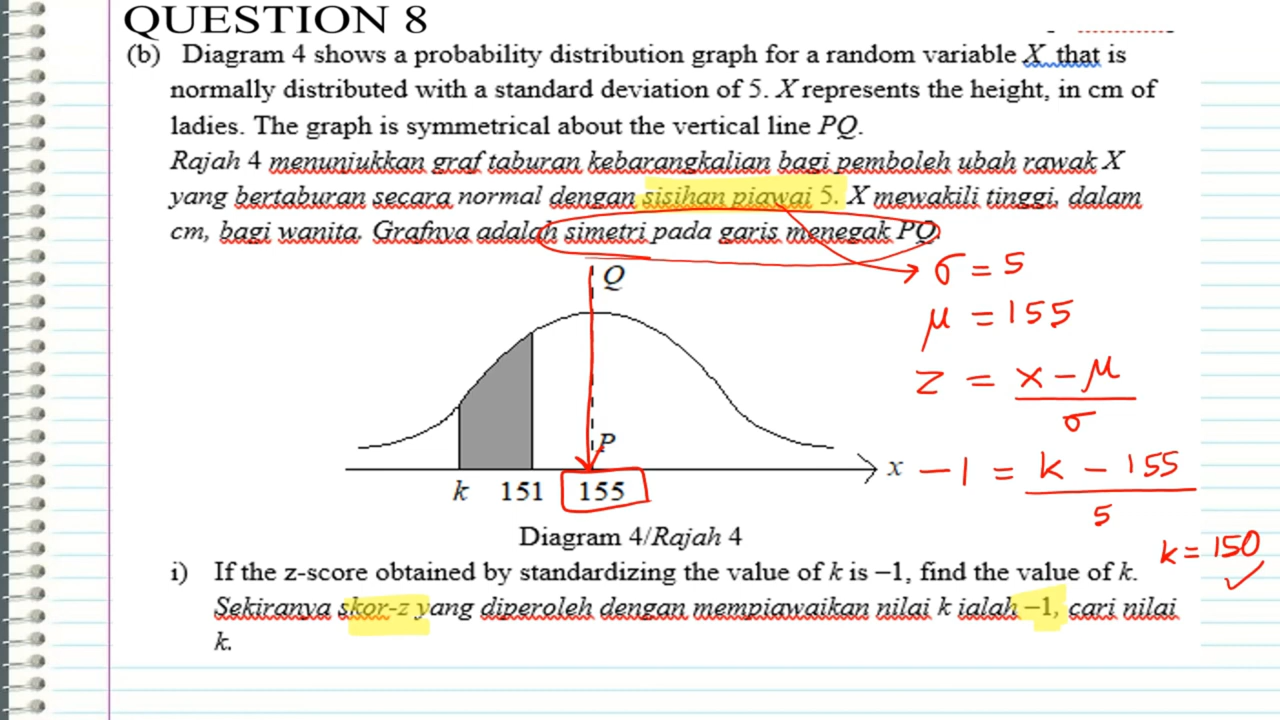 QUESTION 8
(b) Diagram 4 shows a probability distribution graph for a random variable X that is
normally distributed with a standard deviation of 5. X represents the height, in cm of
ladies. The graph is symmetrical about the vertical line PQ.
Rajah 4 menunjukkan graf taburan kebarangkalian bagi pemboleh ubah rawak X
yang bertaburan secara normal dengan sisihan piawai 5. X mewakili tinggi, dalam
cm, bagi wanita. Grafnya adalah simetri pada garis menegak PQ.
σ = 5
Q
μ = 155
z = x - μ / σ
P
x
-1 = k - 155 / 5
k 151 155
Diagram 4/Rajah 4
k = 150 ✓
i) If the z-score obtained by standardizing the value of k is −1, find the value of k.
Sekiranya skor-z yang diperoleh dengan mempiawaikan nilai k ialah −1, cari nilai
k.